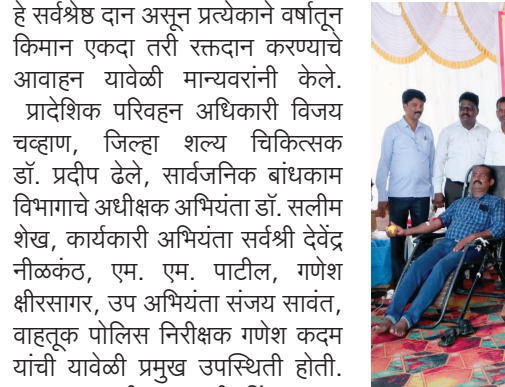 हे सर्वश्रेष्ठ दान असून प्रत्येकाने वर्षातून
किमान एकदा तरी रक्तदान करण्याचे
आवाहन यावेळी मान्यवरांनी केले.
प्रादेशिक परिवहन अधिकारी विजय
चव्हाण, जिल्हा शल्य चिकित्सक
डॉ. प्रदीप ढेले, सार्वजनिक बांधकाम
विभागाचे अधीक्षक अभियंता डॉ. सलीम
शेख, कार्यकारी अभियंता सर्वश्री देवेंद्र
नीळकंठ, एम. एम. पाटील, गणेश
क्षीरसागर, उप अभियंता संजय सावंत,
वाहतूक पोलिस निरीक्षक गणेश कदम
यांची यावेळी प्रमुख उपस्थिती होती.